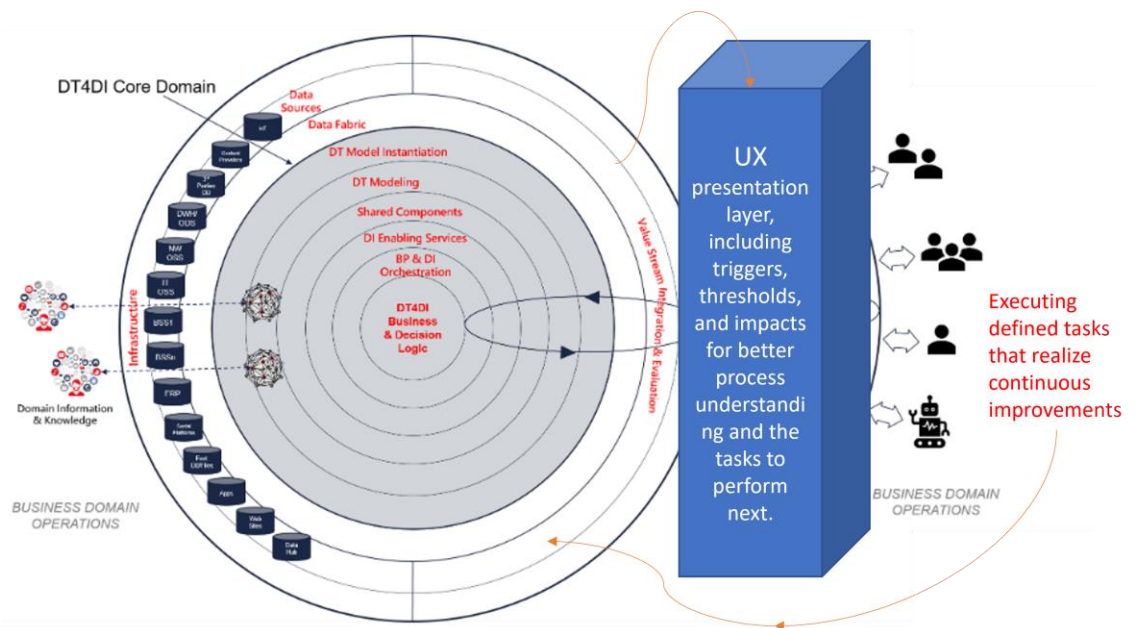 DT4DI Core Domain
Data
Sources
Data Fabric
DT Model Instantiation
DT Modeling
Shared Components
DI Enabling Services
BP & DI
Orchestration
DT4DI
Business
& Decision
Logic
Infrastructure
Value Stream Integration & Evaluation
IoT
Content
Providers
3rd
Parties
DB
DWH/
ODS
NW
OSS
IT
OSS
BSS1
BSSn
ERP
Social
Platforms
Apps
Web
Sites
Data
Hub
Domain Information
& Knowledge
BUSINESS DOMAIN
OPERATIONS
UX
presentation
layer,
including
triggers,
thresholds,
and impacts
for better
process
understandi
ng and the
tasks to
perform
next.
BUSINESS DOMAIN
OPERATIONS
Executing
defined tasks
that realize
continuous
improvements